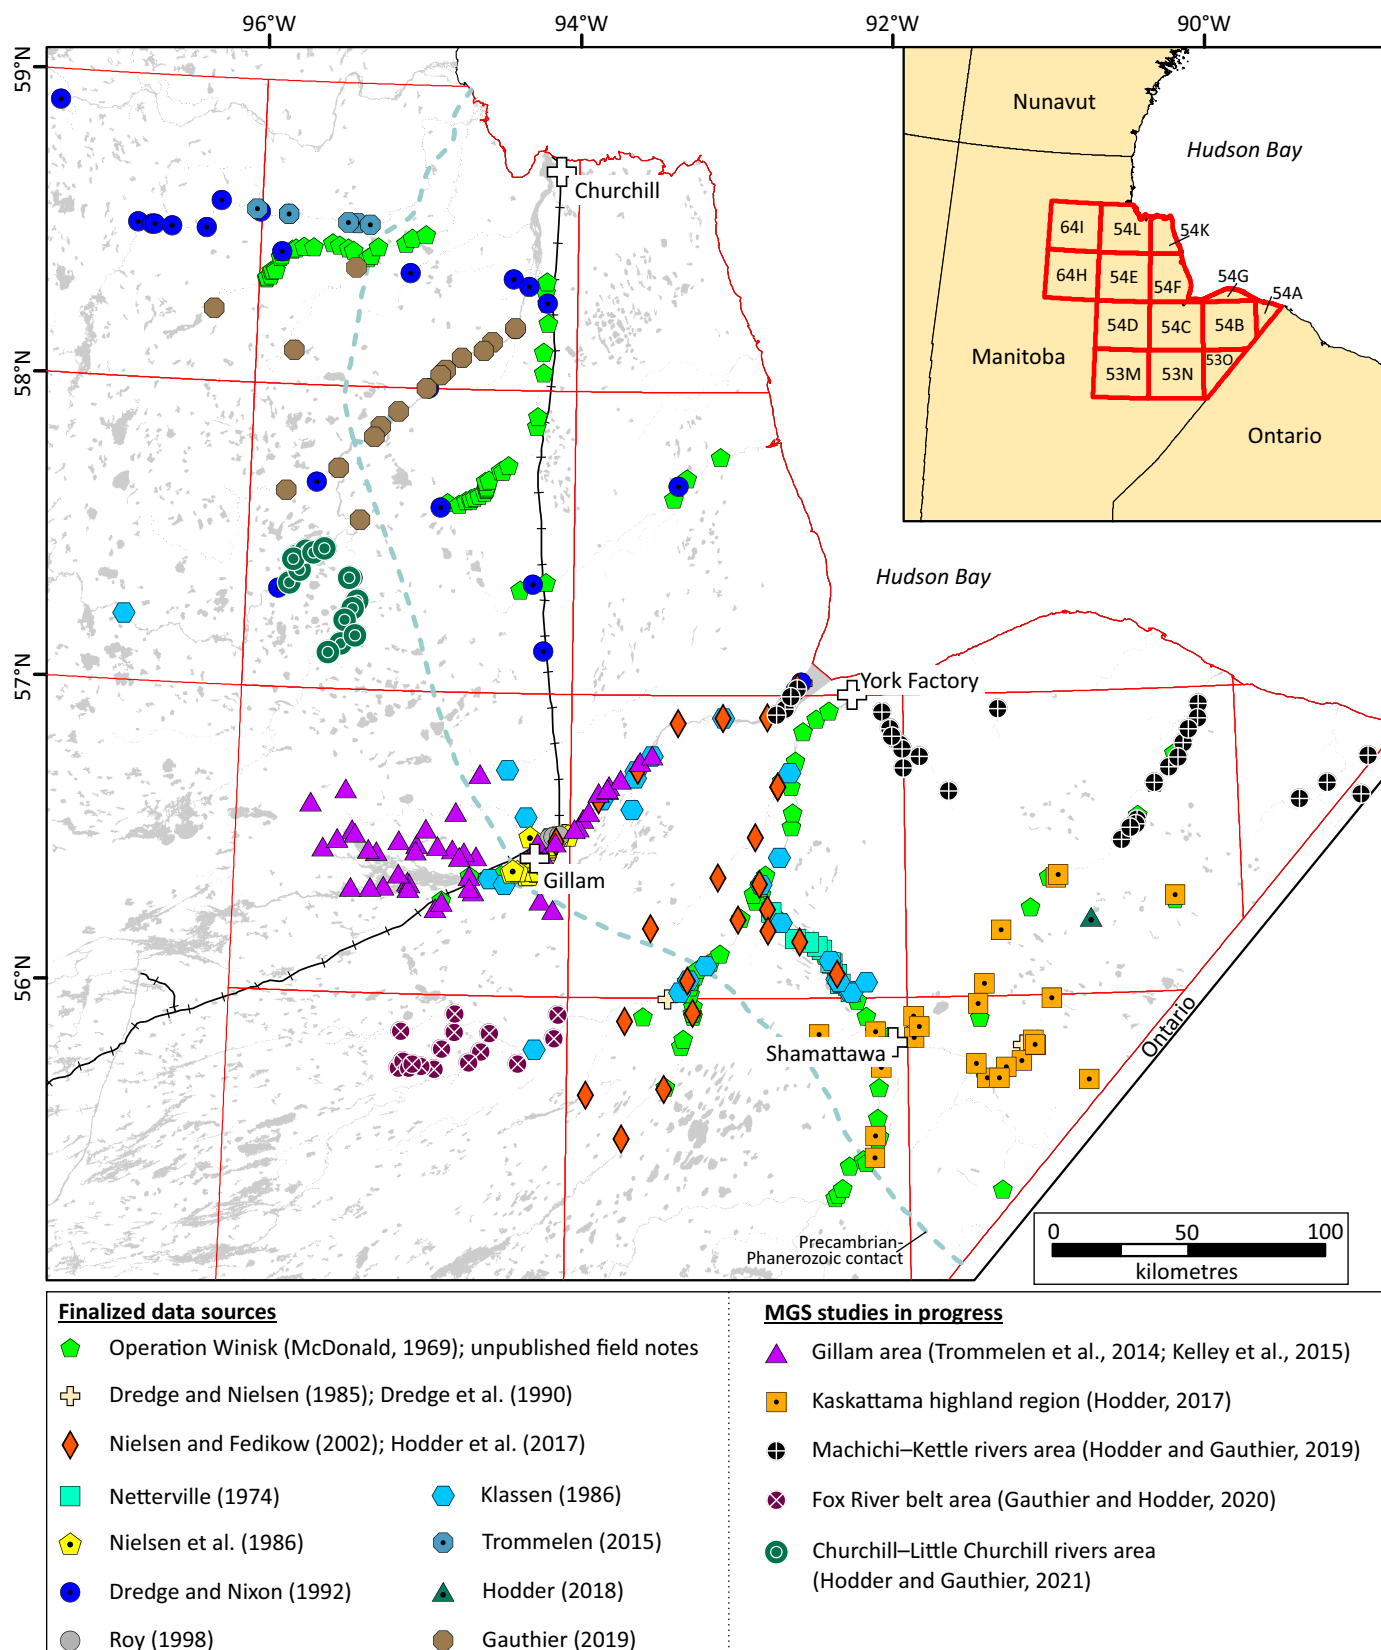 96°W
94°W
92°W
90°W
59°N
58°N
57°N
56°N
Nunavut
Hudson Bay
64I
54L
54K
64H
54E
54F
54G
54A
54D
54C
54B
53M
53N
53O
Manitoba
Ontario
Churchill
Hudson Bay
York Factory
Gillam
Shamattawa
Ontario
Precambrian-
Phanerozoic contact
0
50
100
kilometres
Finalized data sources
Operation Winisk (McDonald, 1969); unpublished field notes
Dredge and Nielsen (1985); Dredge et al. (1990)
Nielsen and Fedikow (2002); Hodder et al. (2017)
Netterville (1974)
Nielsen et al. (1986)
Dredge and Nixon (1992)
Roy (1998)
Klassen (1986)
Trommelen (2015)
Hodder (2018)
Gauthier (2019)
MGS studies in progress
Gillam area (Trommelen et al., 2014; Kelley et al., 2015)
Kaskattama highland region (Hodder, 2017)
Machichi–Kettle rivers area (Hodder and Gauthier, 2019)
Fox River belt area (Gauthier and Hodder, 2020)
Churchill–Little Churchill rivers area
(Hodder and Gauthier, 2021)